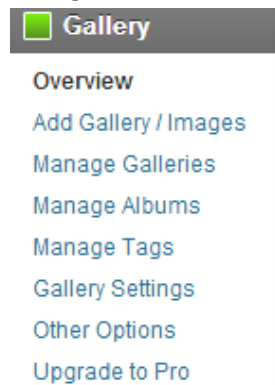 Gallery
Overview
Add Gallery / Images
Manage Galleries
Manage Albums
Manage Tags
Gallery Settings
Other Options
Upgrade to Pro